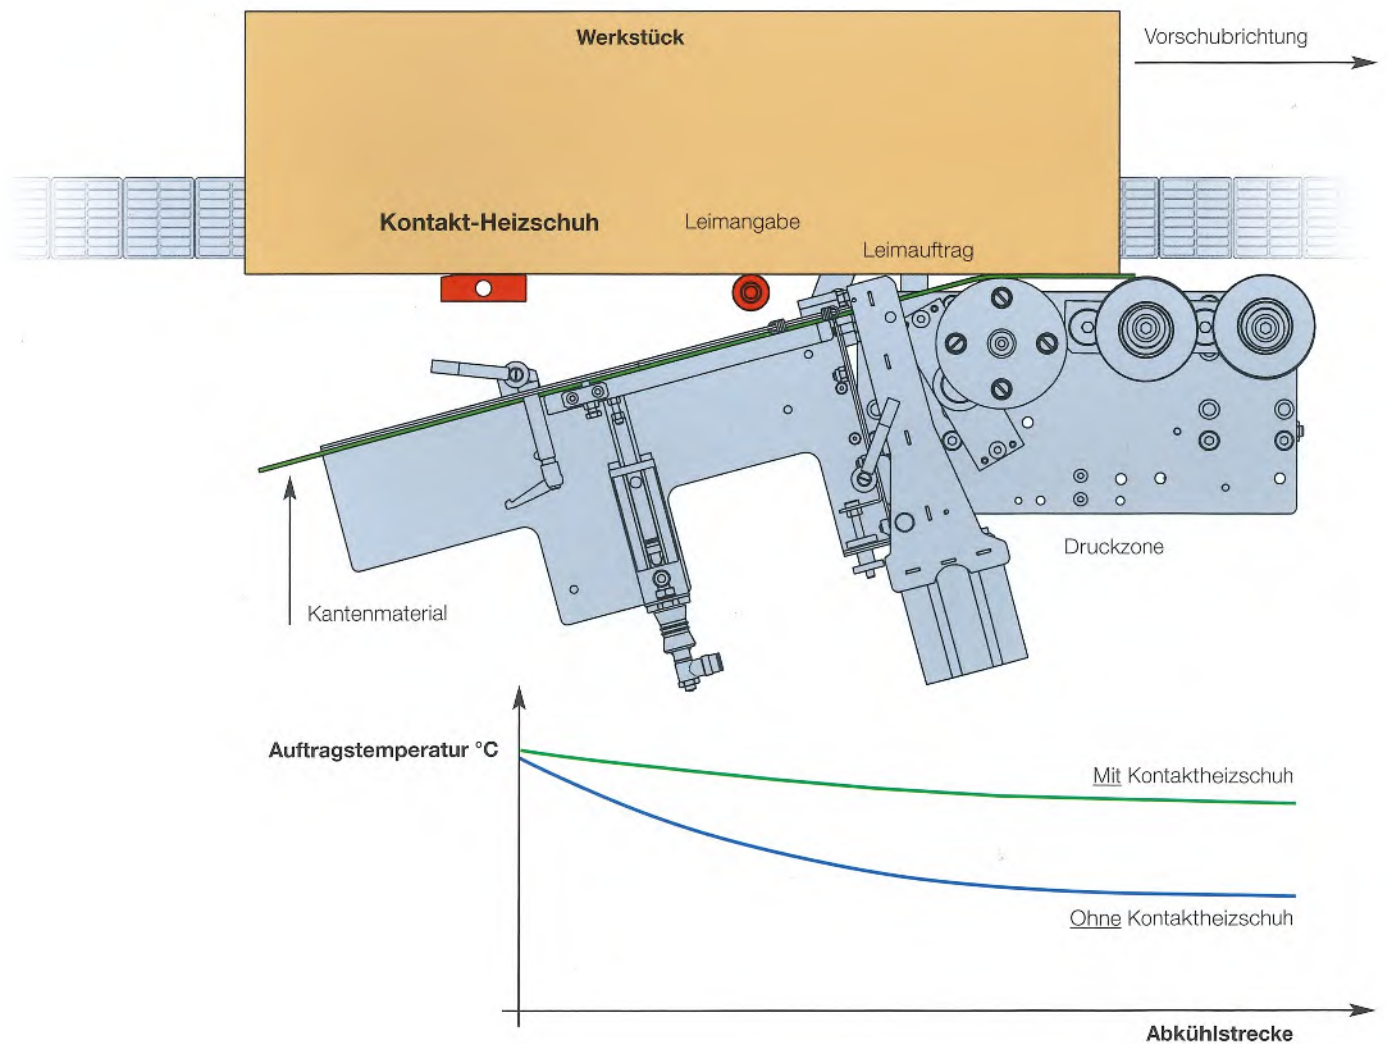 Werkstück
Vorschubrichtung
Kontakt-Heizschuh
Leimangabe
Leimauftrag
Druckzone
Kantenmaterial
Auftragstemperatur °C
Mit Kontaktheizschuh
Ohne Kontaktheizschuh
Abkühlstrecke